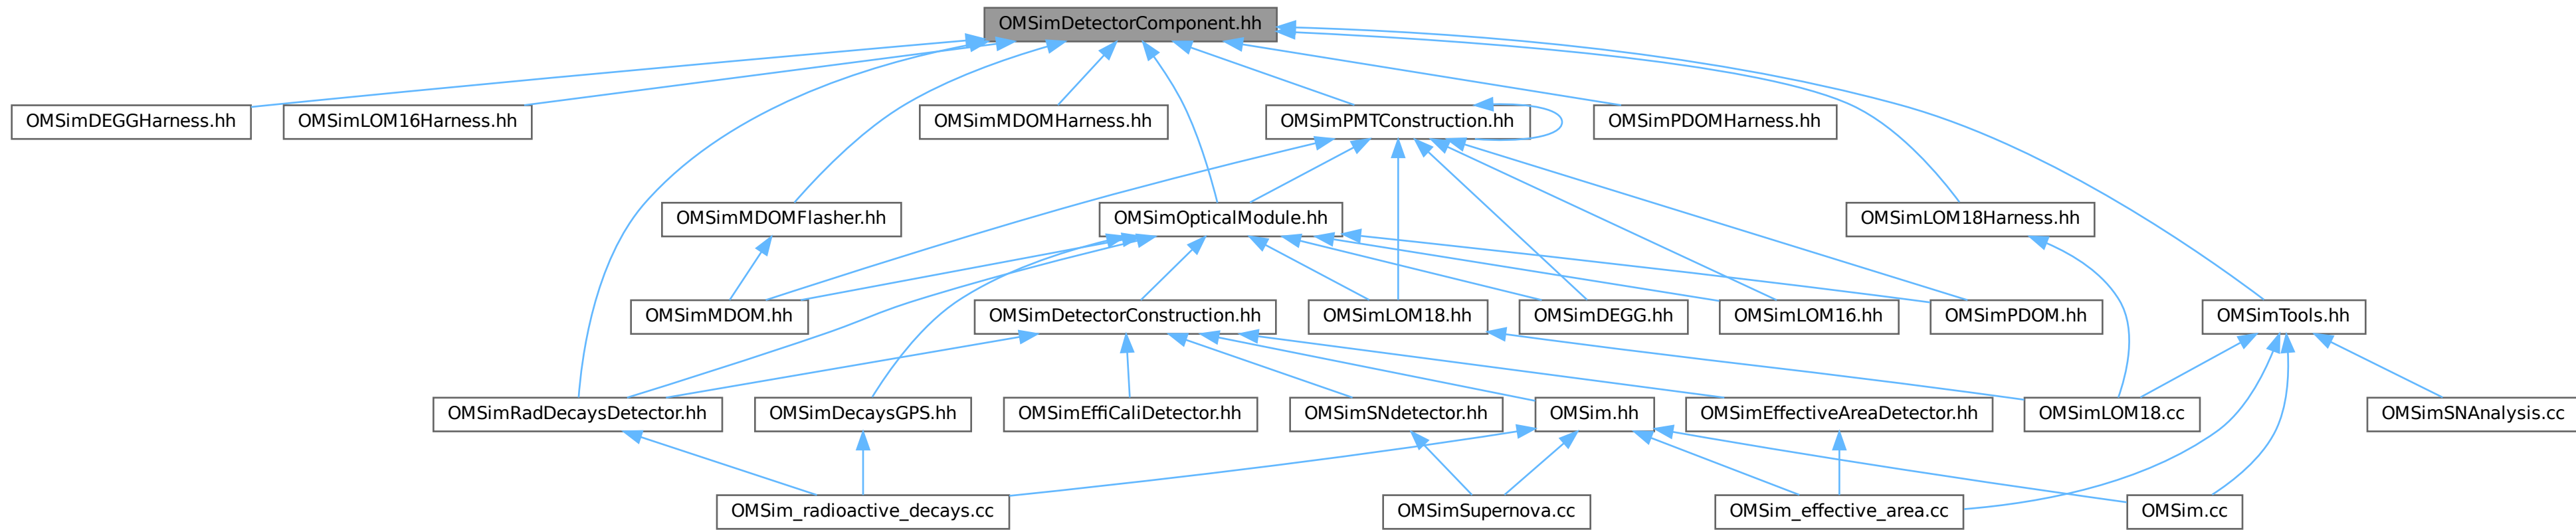 OMSimDetectorComponent.hh
OMSimDEGGHarness.hh
OMSimLOM16Harness.hh
OMSimMDOMHarness.hh
OMSimPMTConstruction.hh
OMSimPDOMHarness.hh
OMSimMDOMFlasher.hh
OMSimOpticalModule.hh
OMSimLOM18Harness.hh
OMSimMDOM.hh
OMSimDetectorConstruction.hh
OMSimLOM18.hh
OMSimDEGG.hh
OMSimLOM16.hh
OMSimPDOM.hh
OMSimTools.hh
OMSimRadDecaysDetector.hh
OMSimDecaysGPS.hh
OMSimEffiCaliDetector.hh
OMSimSNdetector.hh
OMSim.hh
OMSimEffectiveAreaDetector.hh
OMSimLOM18.cc
OMSimSNAnalysis.cc
OMSim_radioactive_decays.cc
OMSimSupernova.cc
OMSim_effective_area.cc
OMSim.cc